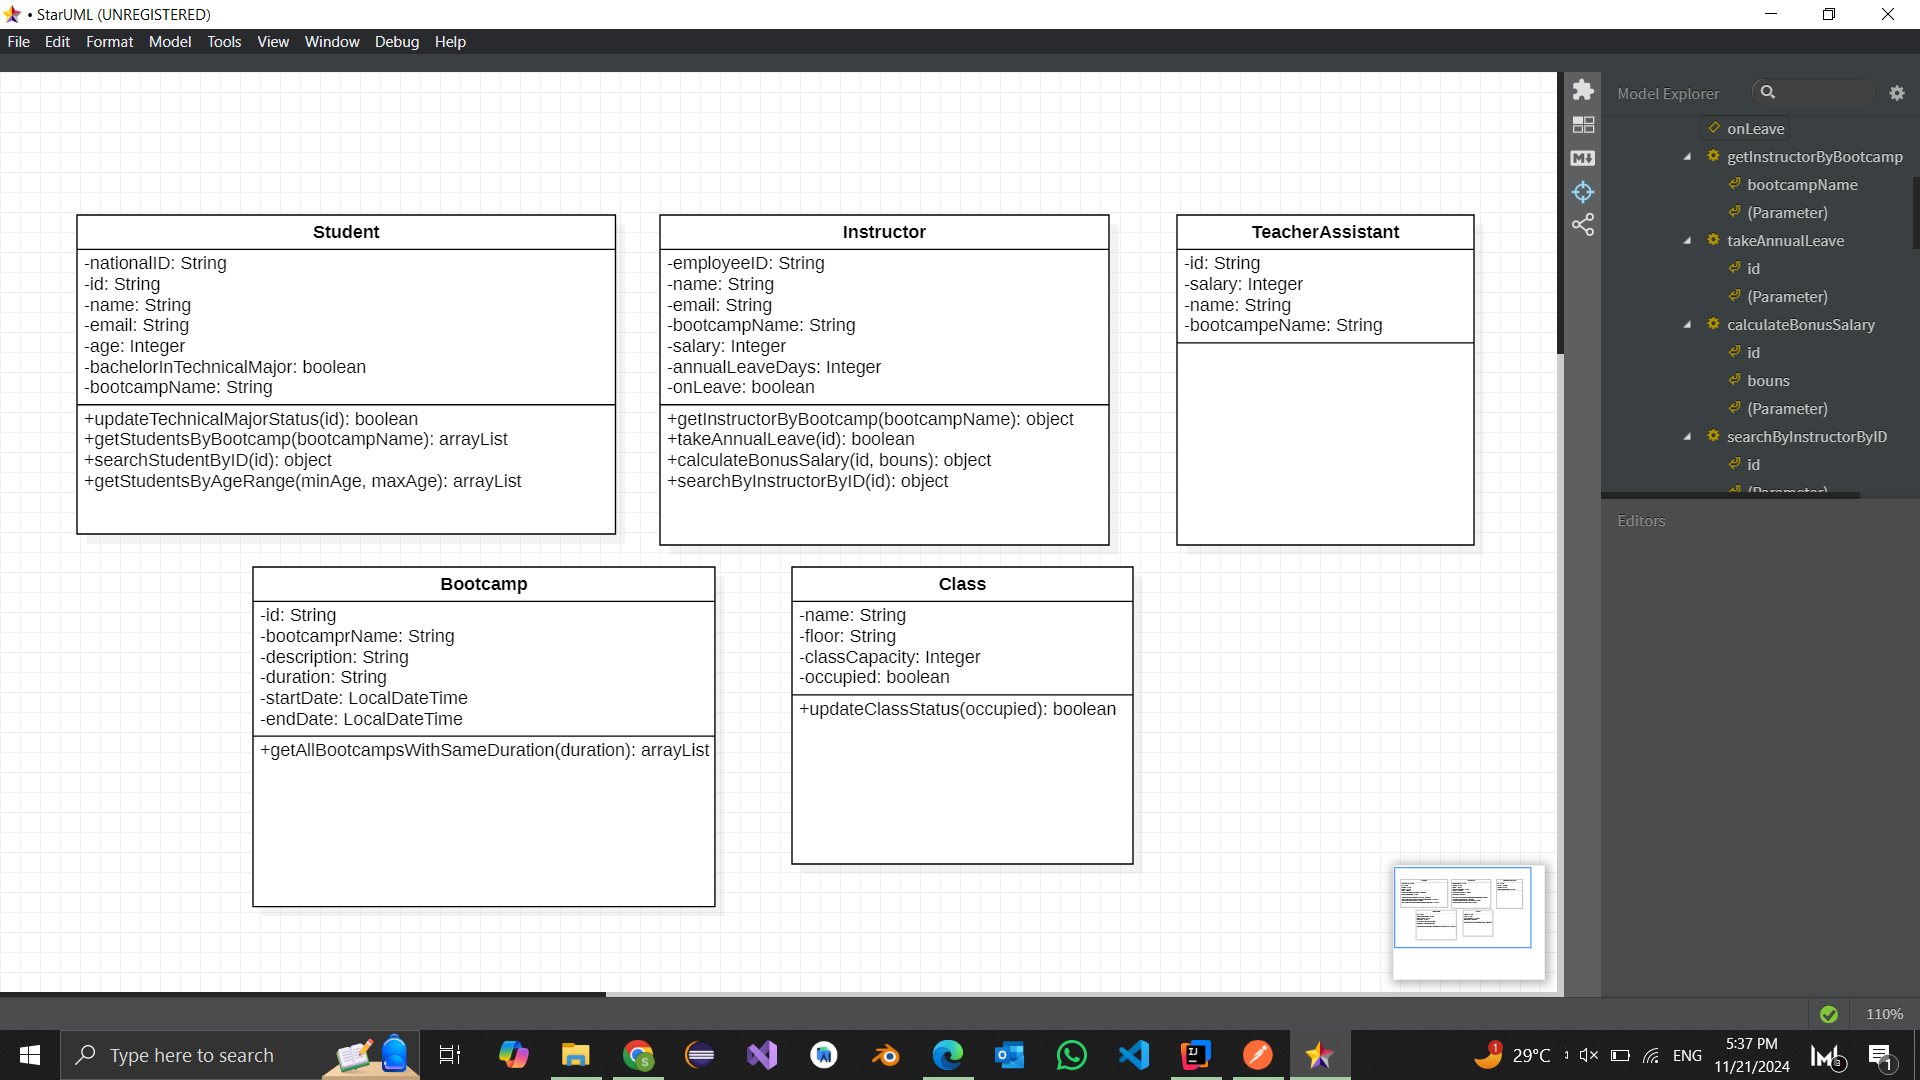 • StarUML (UNREGISTERED)
File Edit Format Model Tools View Window Debug Help
Student
-nationalID: String
-id: String
-name: String
-email: String
-age: Integer
-bachelorInTechnicalMajor: boolean
-bootcampName: String
+updateTechnicalMajorStatus(id): boolean
+getStudentsByBootcamp(bootcampName): arrayList
+searchStudentByID(id): object
+getStudentsByAgeRange(minAge, maxAge): arrayList
Instructor
-employeeID: String
-name: String
-email: String
-bootcampName: String
-salary: Integer
-annualLeaveDays: Integer
-onLeave: boolean
+getInstructorByBootcamp(bootcampName): object
+takeAnnualLeave(id): boolean
+calculateBonusSalary(id, bouns): object
+searchByInstructorByID(id): object
TeacherAssistant
-id: String
-salary: Integer
-name: String
-bootcampeName: String
Bootcamp
-id: String
-bootcamprName: String
-description: String
-duration: String
-startDate: LocalDateTime
-endDate: LocalDateTime
+getAllBootcampsWithSameDuration(duration): arrayList
Class
-name: String
-floor: String
-classCapacity: Integer
-occupied: boolean
+updateClassStatus(occupied): boolean
Model Explorer
onLeave
getInstructorByBootcamp
bootcampName
(Parameter)
takeAnnualLeave
id
(Parameter)
calculateBonusSalary
id
bouns
(Parameter)
searchByInstructorByID
id
(Parameter)
Editors
110%
Type here to search
1
29°C
ENG
5:37 PM
11/21/2024
1